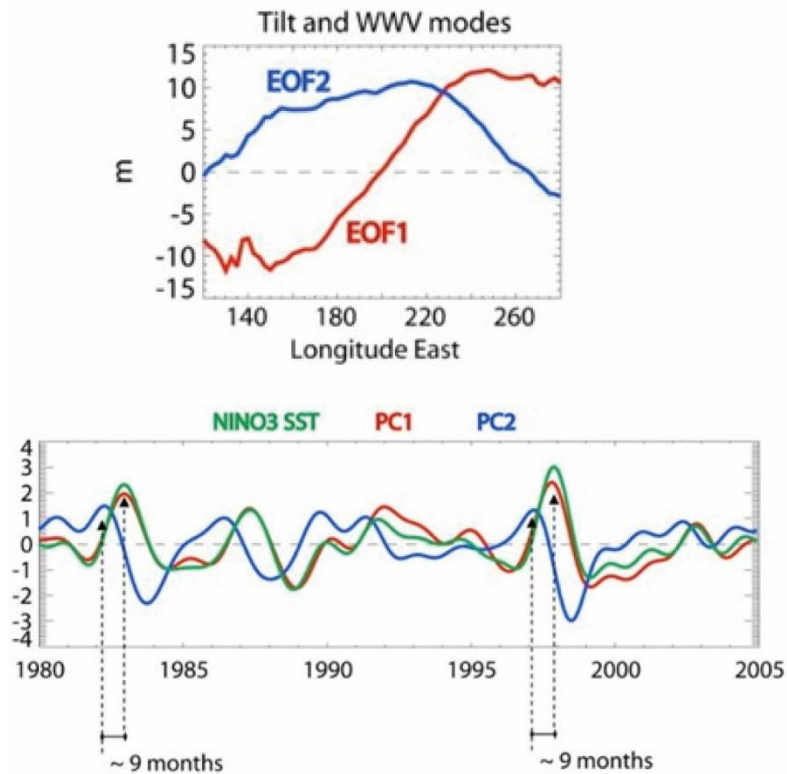 Tilt and WWV modes
15
10
5
0
-5
-10
-15
m
EOF2
EOF1
140 180 220 260
Longitude East
NINO3 SST PC1 PC2
4
3
2
1
0
-1
-2
-3
-4
1980 1985 1990 1995 2000 2005
~ 9 months ~ 9 months